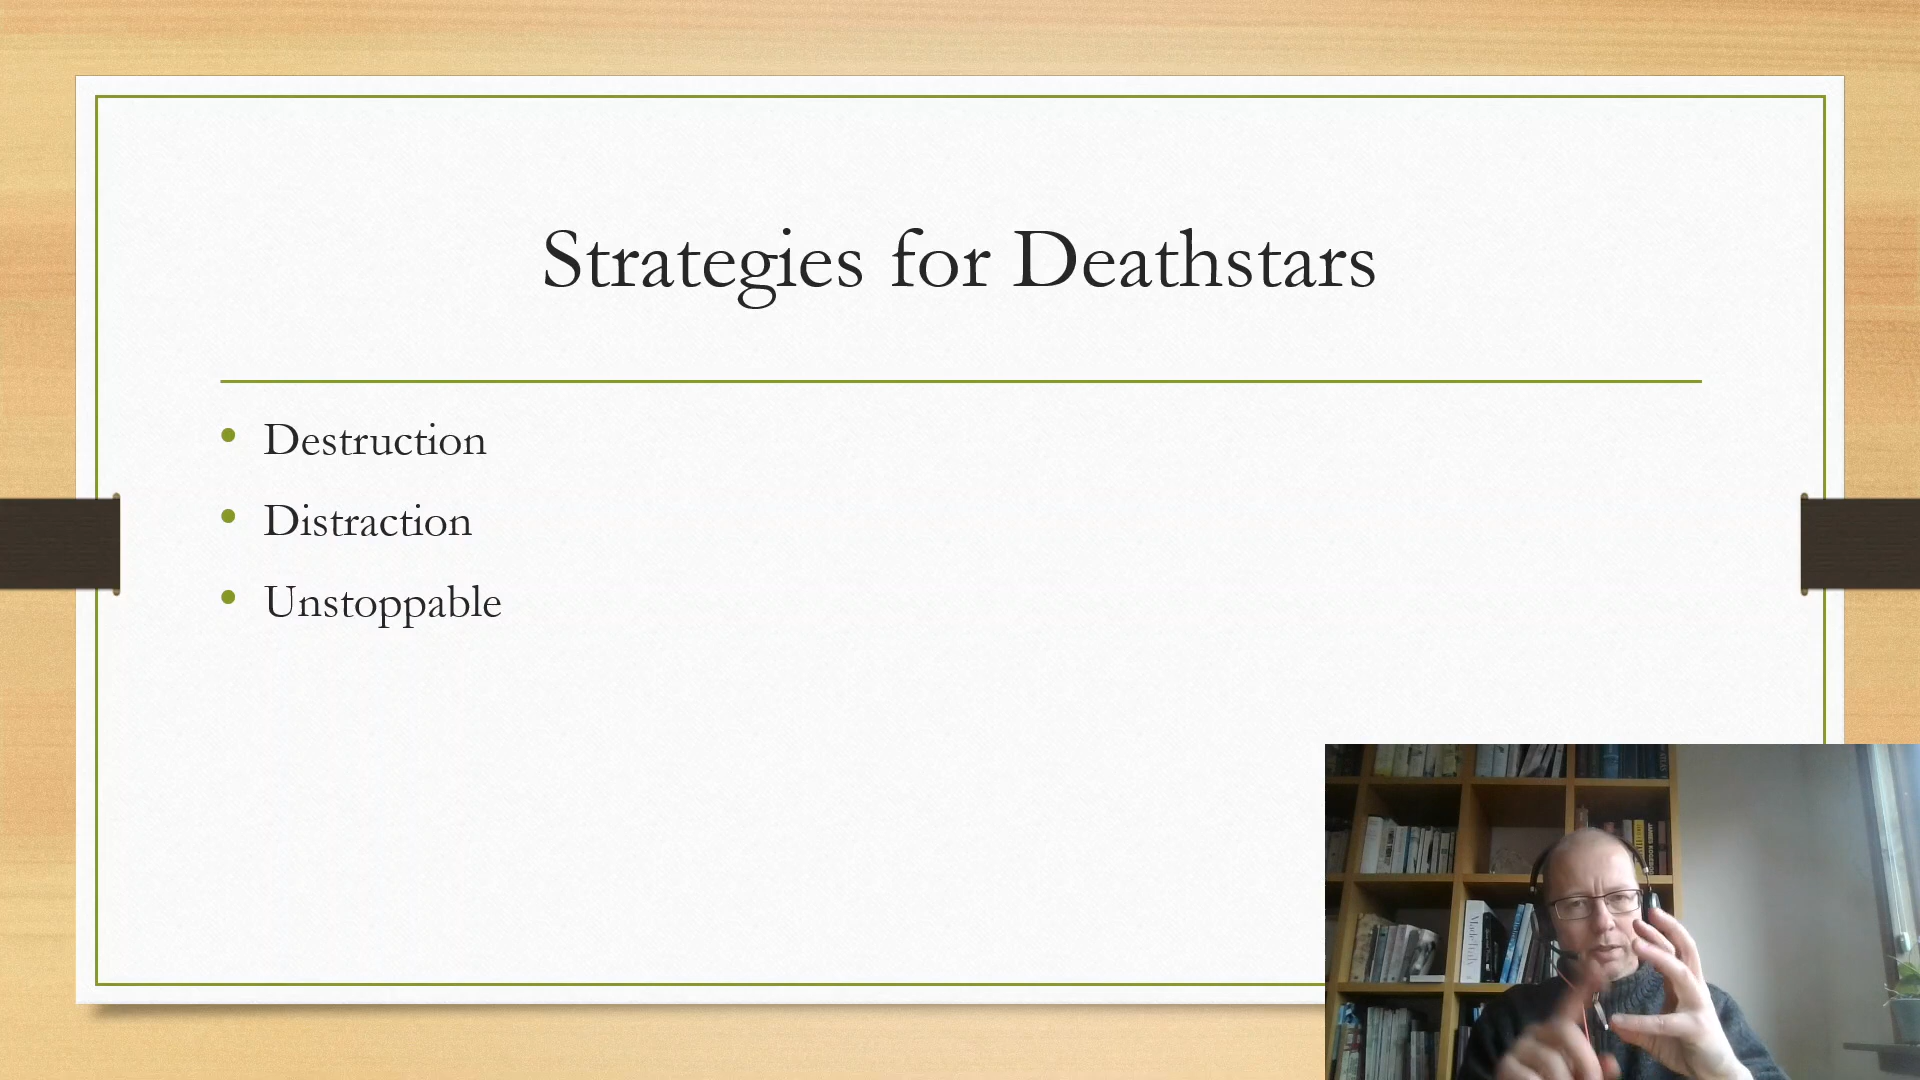 Strategies for Deathstars
Destruction
Distraction
Unstoppable